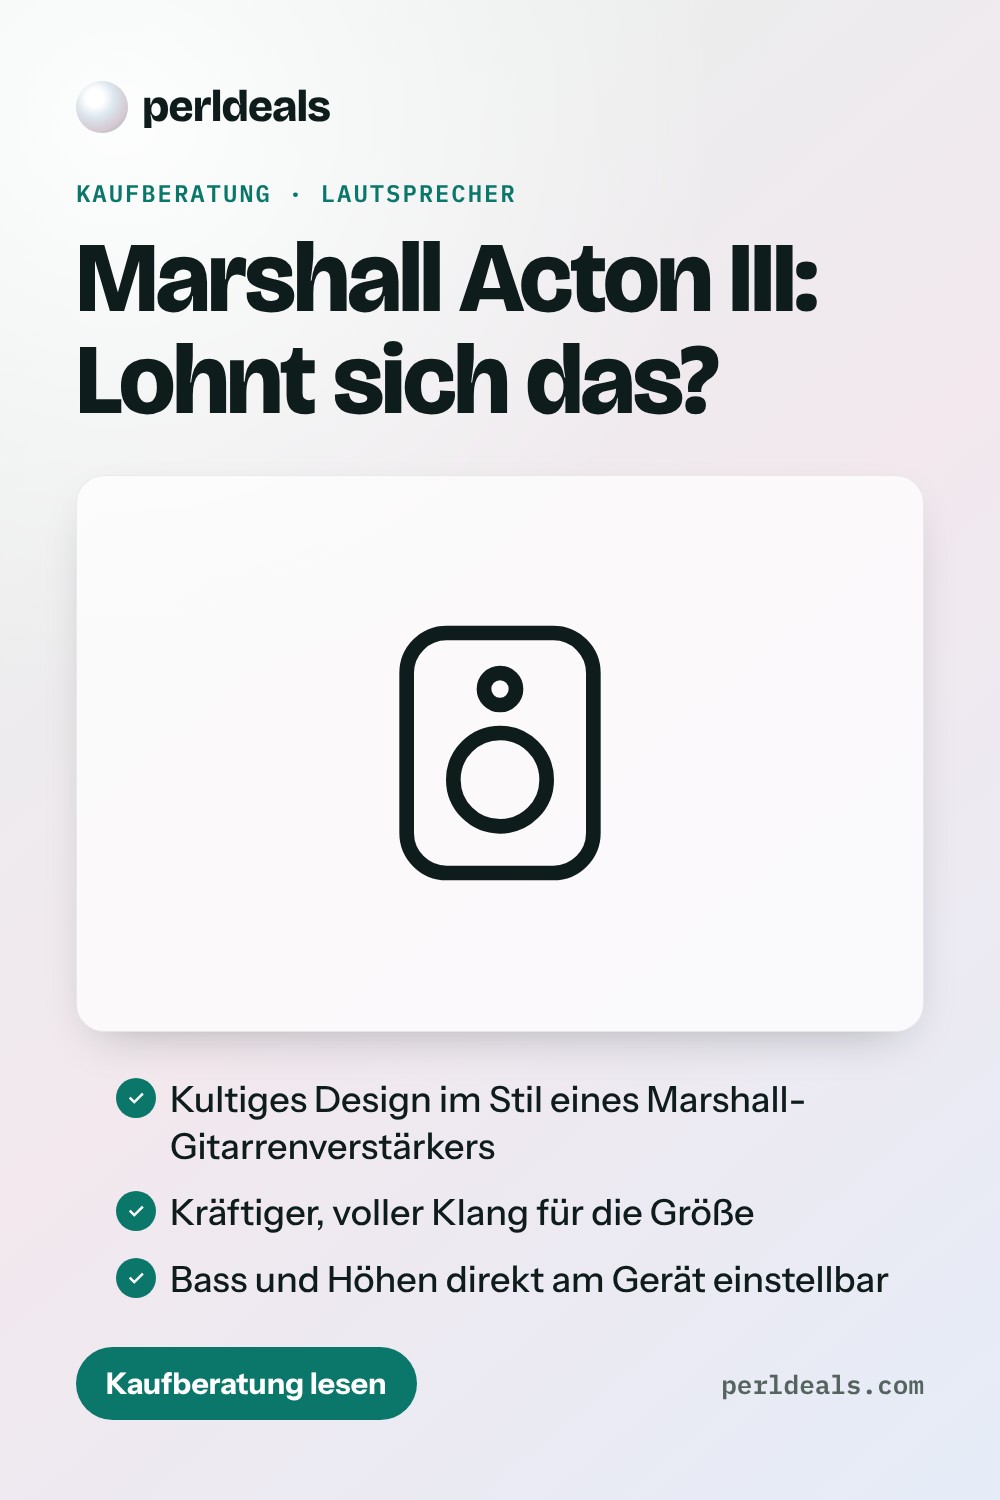 perldeals
KAUFBERATUNG · LAUTSPRECHER
Marshall Acton III:
Lohnt sich das?
Kultiges Design im Stil eines Marshall-
Gitarrenverstärkers
Kräftiger, voller Klang für die Größe
Bass und Höhen direkt am Gerät einstellbar
Kaufberatung lesen
perldeals.com